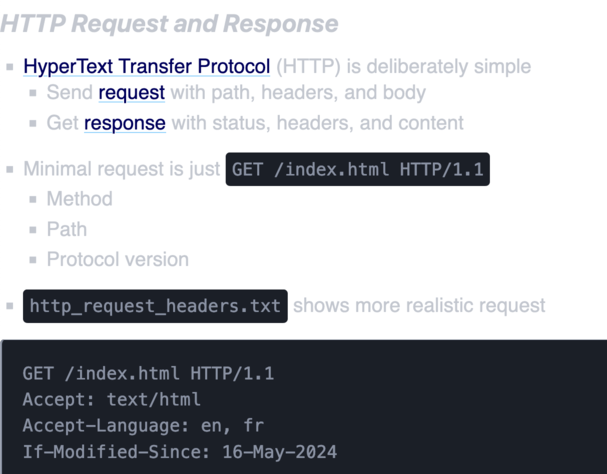 HTTP Request and Response
HyperText Transfer Protocol (HTTP) is deliberately simple
Send request with path, headers, and body
Get response with status, headers, and content
Minimal request is just GET /index.html HTTP/1.1
Method
Path
Protocol version
http_request_headers.txt shows more realistic request
GET /index.html HTTP/1.1
Accept: text/html
Accept-Language: en, fr
If-Modified-Since: 16-May-2024